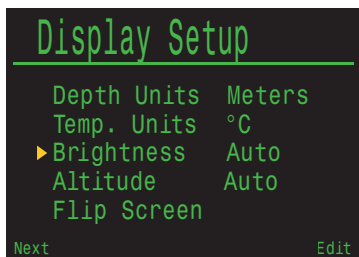 Display Setup
Depth Units Meters
Temp. Units °C
Brightness Auto
Altitude Auto
Flip Screen
Next Edit